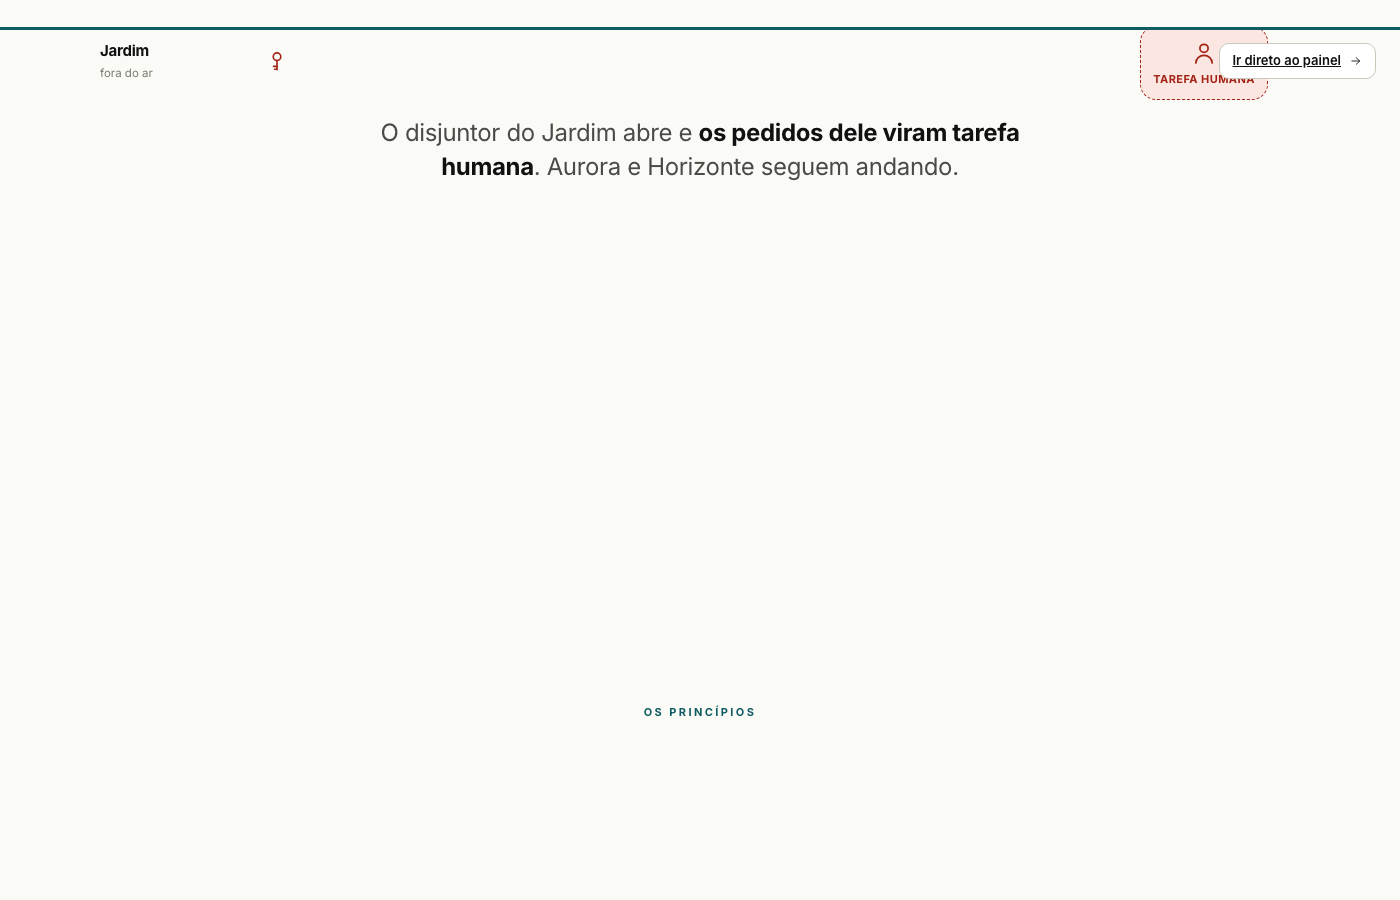 Jardim
fora do ar
TAREFA HUMANA
Ir direto ao painel →
O disjuntor do Jardim abre e os pedidos dele viram tarefa
humana. Aurora e Horizonte seguem andando.
OS PRINCÍPIOS